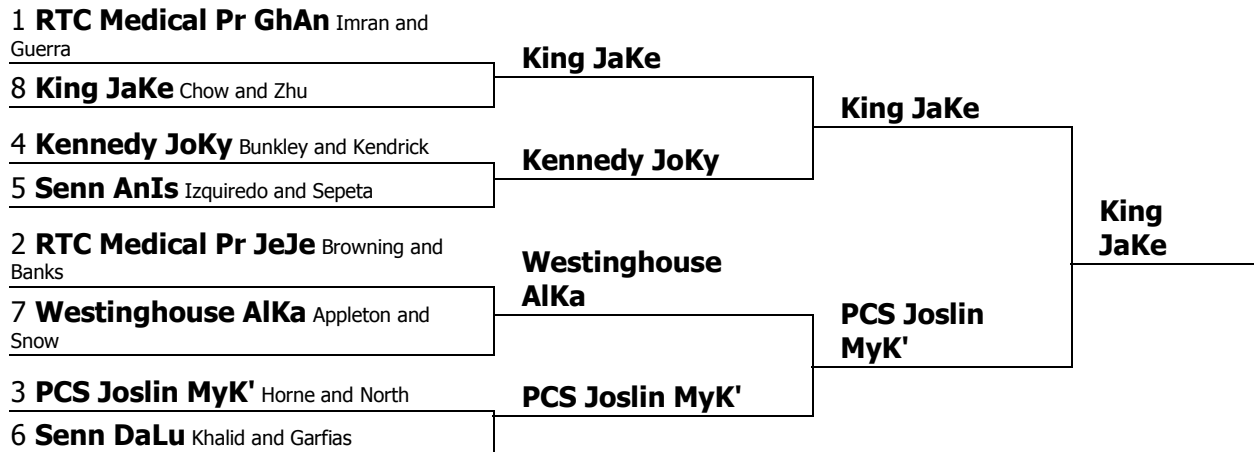 1 RTC Medical Pr GhAn Imran and
Guerra
8 King JaKe Chow and Zhu
4 Kennedy JoKy Bunkley and Kendrick
5 Senn AnIs Izquiredo and Sepeta
2 RTC Medical Pr JeJe Browning and
Banks
7 Westinghouse AlKa Appleton and
Snow
3 PCS Joslin MyK' Horne and North
6 Senn DaLu Khalid and Garfias
King JaKe
Kennedy JoKy
Westinghouse
AlKa
PCS Joslin MyK'
King JaKe
PCS Joslin
MyK'
King
JaKe